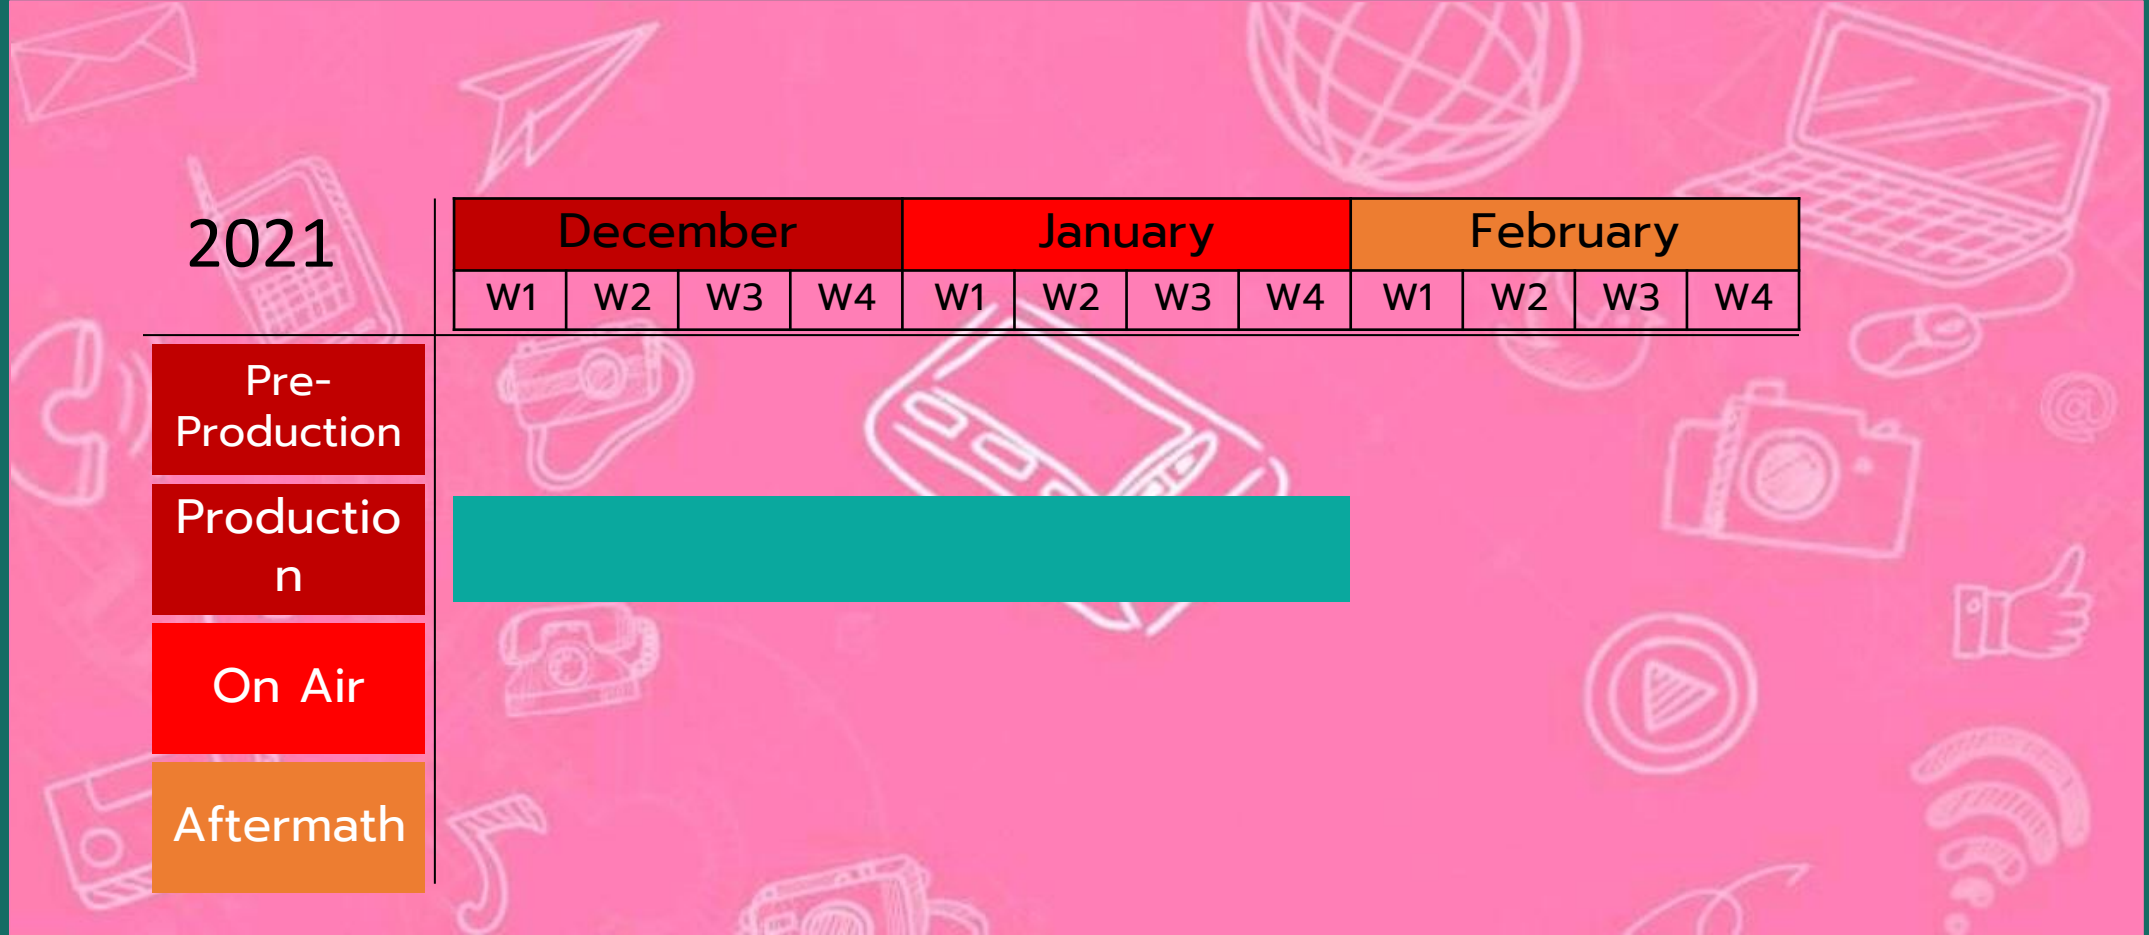 2021
December January February
W1 W2 W3 W4 W1 W2 W3 W4 W1 W2 W3 W4
Pre-
Production
Productio
n
On Air
Aftermath
@